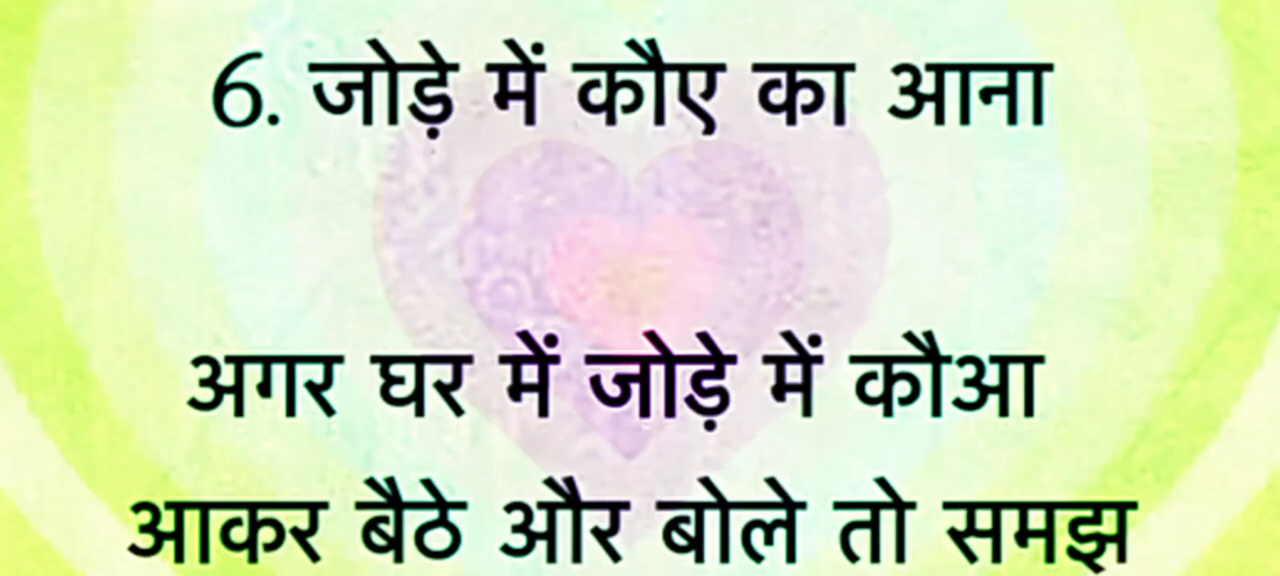 6. जोड़े में कौए का आना
अगर घर में जोड़े में कौआ
आकर बैठे और बोले तो समझ